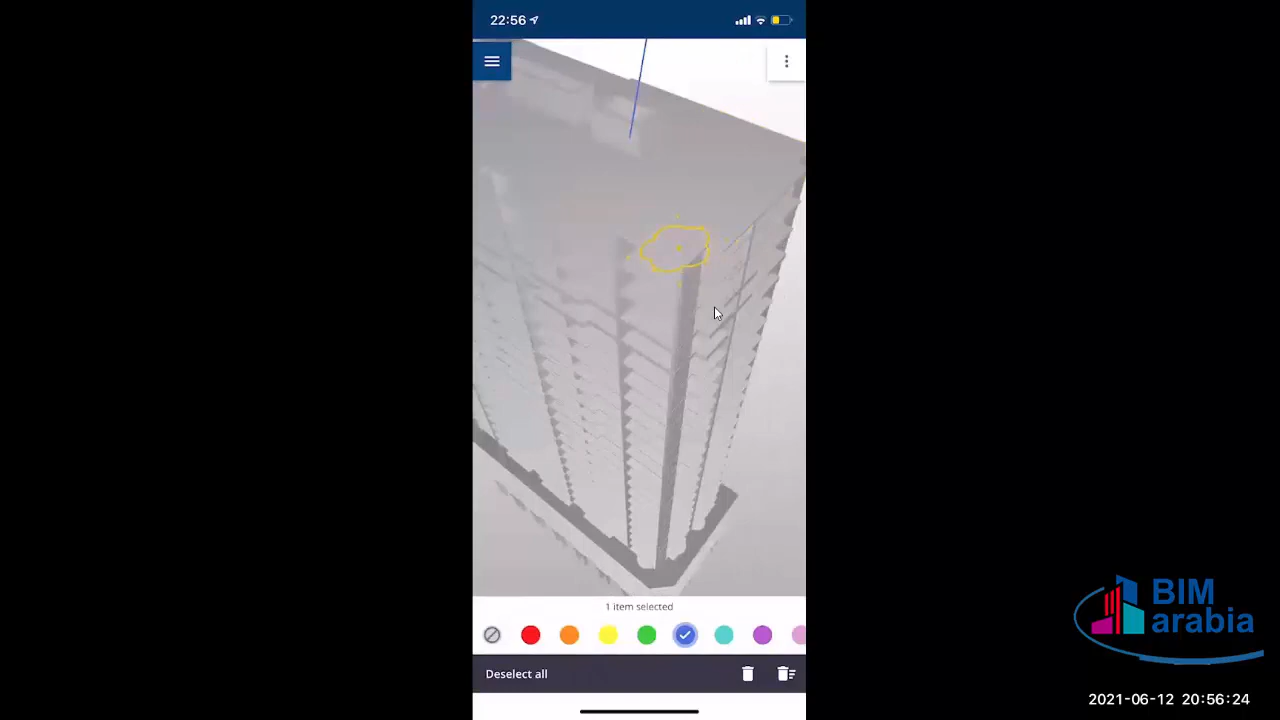 22:56
1 item selected
Deselect all
BIM
arabia
2021-06-12 20:56:24